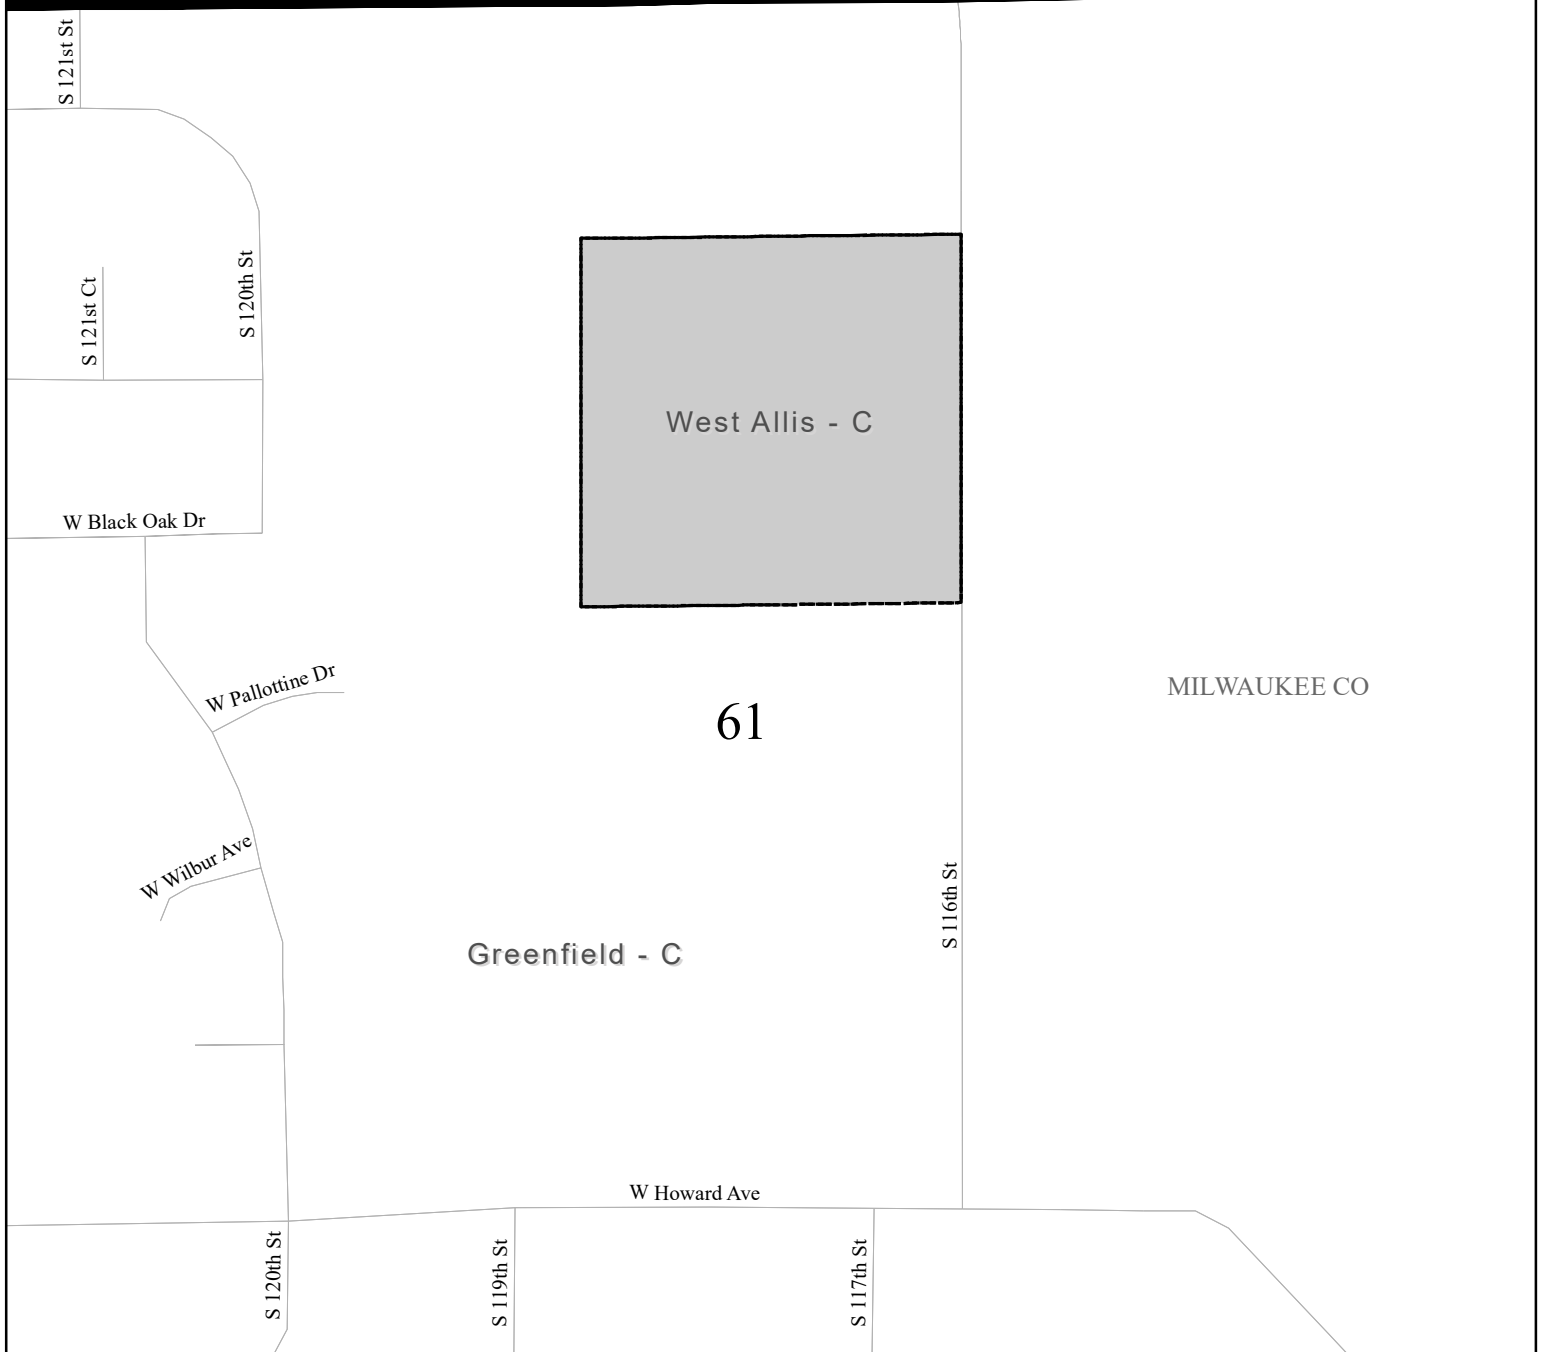 S 121st St
S 120th St
S 121st Ct
West Allis - C
W Black Oak Dr
W Pallottine Dr
MILWAUKEE CO
61
W Wilbur Ave
S 116th St
Greenfield - C
W Howard Ave
S 120th St
S 119th St
S 117th St